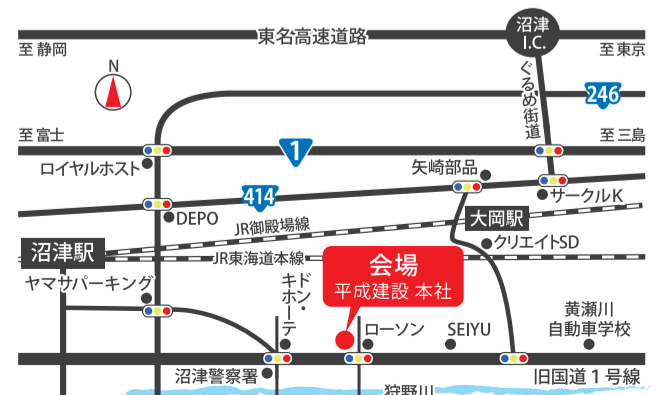 沼津
I.C.
東名高速道路
至 静岡
至 東京
N
ぐるめ街道
246
至 富士
至 三島
1
ロイヤルホスト
矢崎部品
414
サークルK
DEPO
大岡駅
JR御殿場線
沼津駅
クリエイトSD
JR東海道本線
会場
平成建設 本社
ヤマサパーキング
ドン・
キホーテ
ローソン
SEIYU
黄瀬川
自動車学校
沼津警察署
旧国道1号線
狩野川